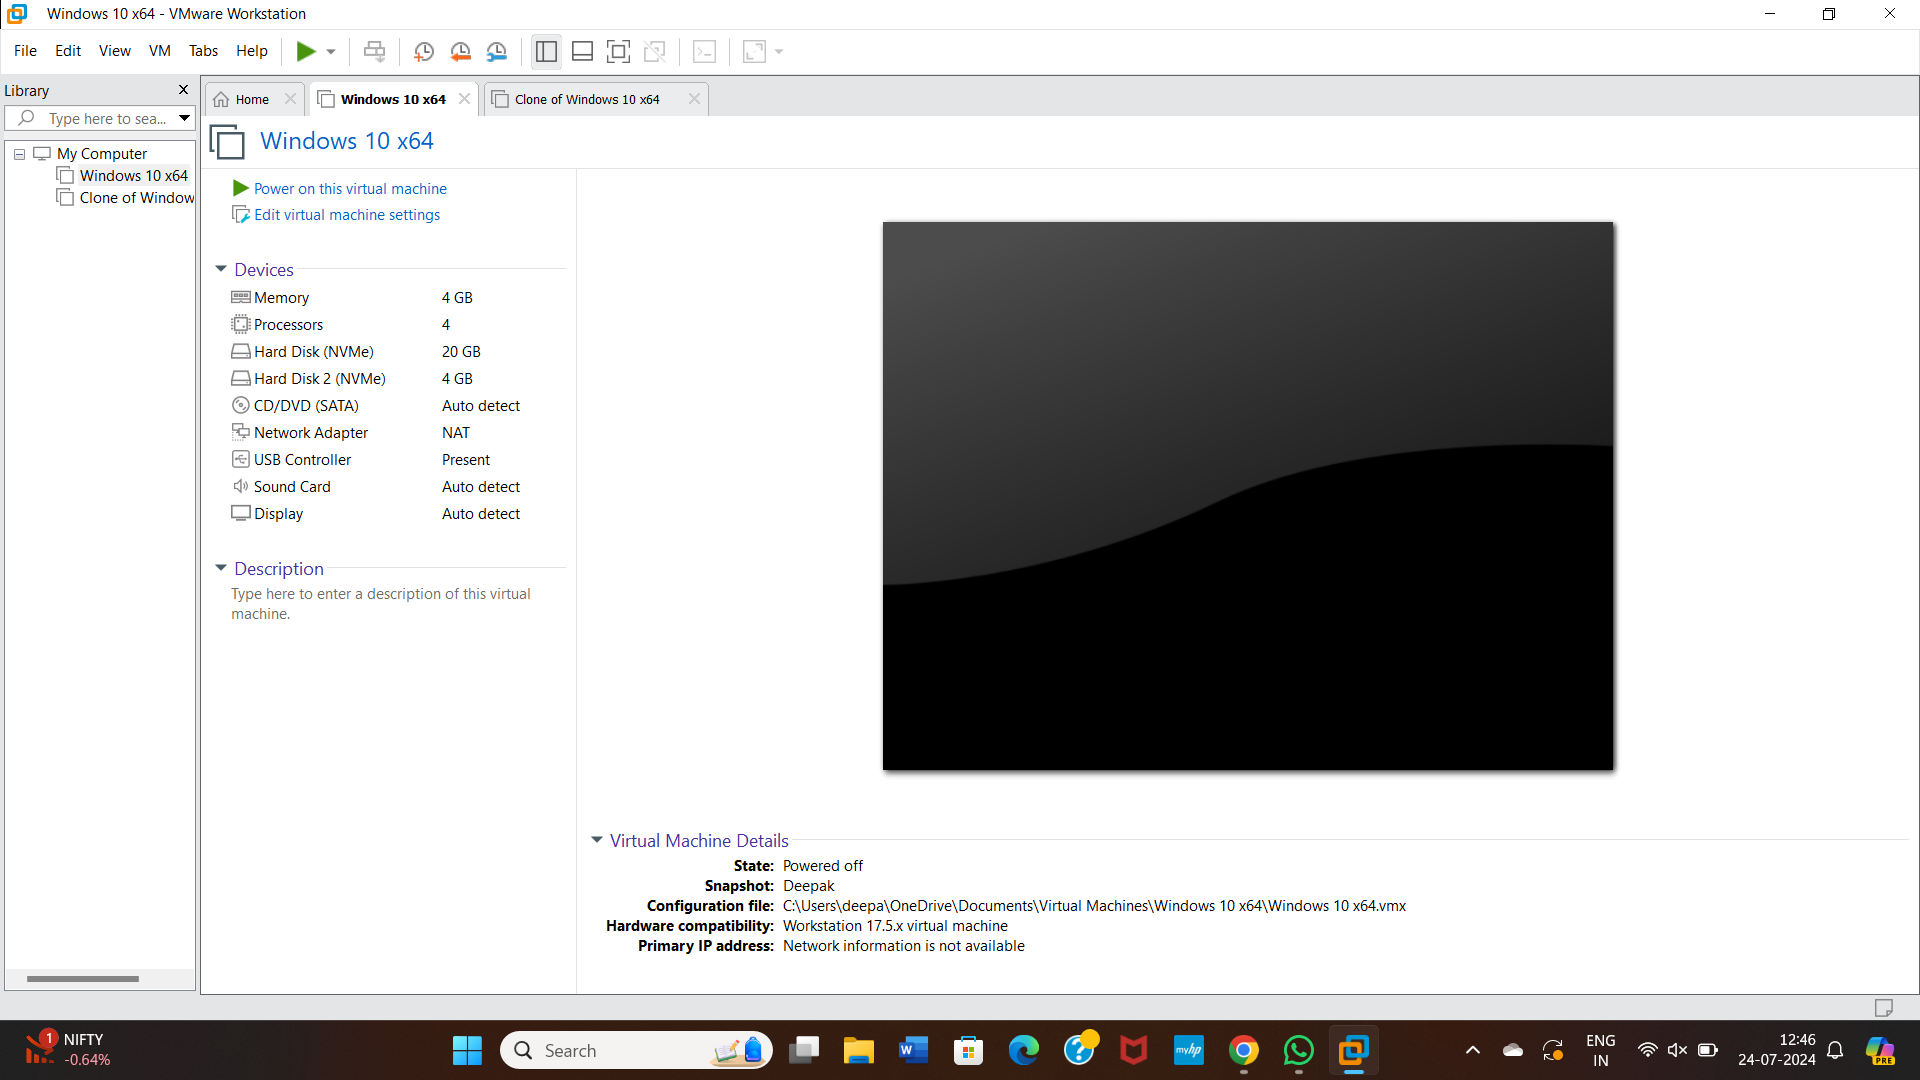 Windows 10 x64 - VMware Workstation
File Edit View VM Tabs Help
Library
Type here to sea...
My Computer
Windows 10 x64
Clone of Window
Home
Windows 10 x64
Clone of Windows 10 x64
Windows 10 x64
Power on this virtual machine
Edit virtual machine settings
Devices
Memory 4 GB
Processors 4
Hard Disk (NVMe) 20 GB
Hard Disk 2 (NVMe) 4 GB
CD/DVD (SATA) Auto detect
Network Adapter NAT
USB Controller Present
Sound Card Auto detect
Display Auto detect
Description
Type here to enter a description of this virtual
machine.
Virtual Machine Details
State: Powered off
Snapshot: Deepak
Configuration file: C:\Users\deepa\OneDrive\Documents\Virtual Machines\Windows 10 x64\Windows 10 x64.vmx
Hardware compatibility: Workstation 17.5.x virtual machine
Primary IP address: Network information is not available
1
NIFTY
-0.64%
Search
W
?
myhp
ENG
IN
12:46
24-07-2024
PRE